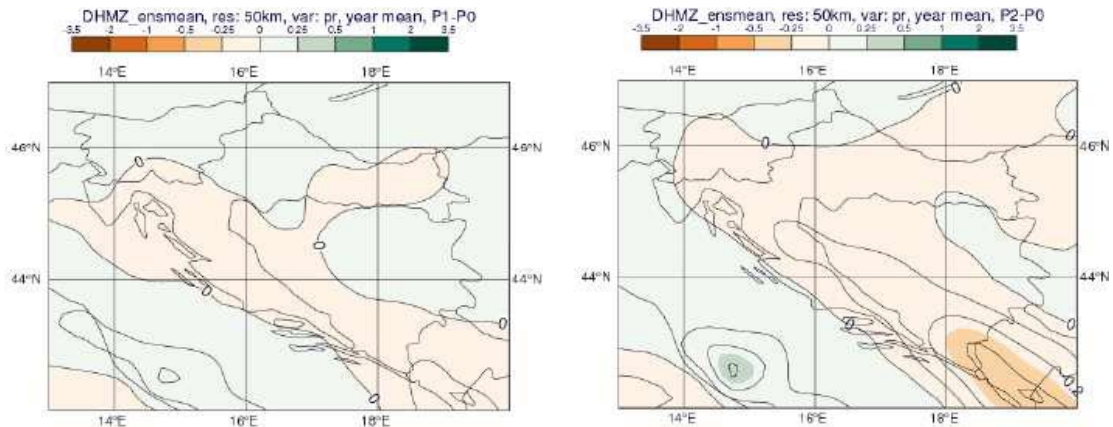 DHMZ_ensmean, res: 50km, var: pr, year mean, P1-P0
-3.5 -2 -1 -0.5 -0.25 0 0.25 0.5 1 2 3.5
14°E 16°E 18°E
46°N 46°N
44°N 44°N
0 0 0 0 0 0
14°E 16°E 18°E
DHMZ_ensmean, res: 50km, var: pr, year mean, P2-P0
-3.5 -2 -1 -0.5 -0.25 0 0.25 0.5 1 2 3.5
14°E 16°E 18°E
46°N 46°N
44°N 44°N
0 0 0 0 0
14°E 16°E 18°E